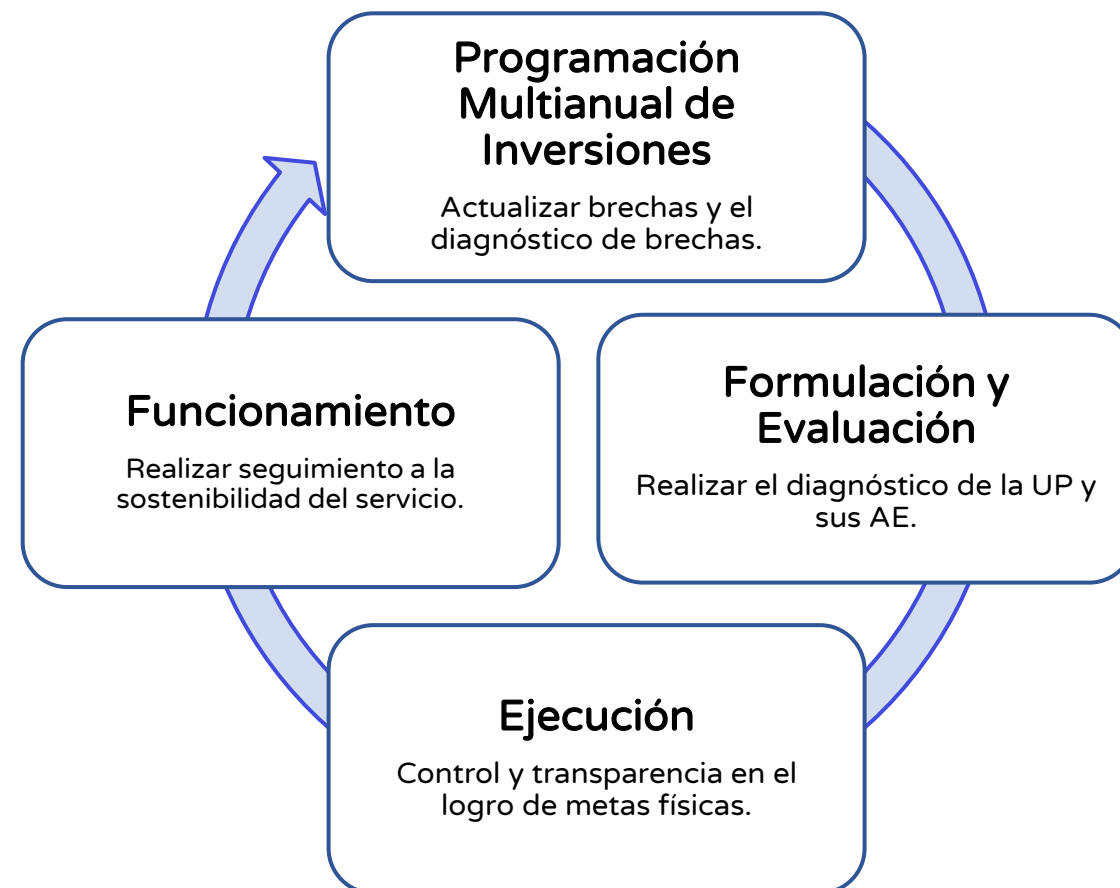 Programación
Multianual de
Inversiones
Actualizar brechas y el
diagnóstico de brechas.
Formulación y
Evaluación
Realizar el diagnóstico de la UP y
sus AE.
Ejecución
Control y transparencia en el
logro de metas físicas.
Funcionamiento
Realizar seguimiento a la
sostenibilidad del servicio.